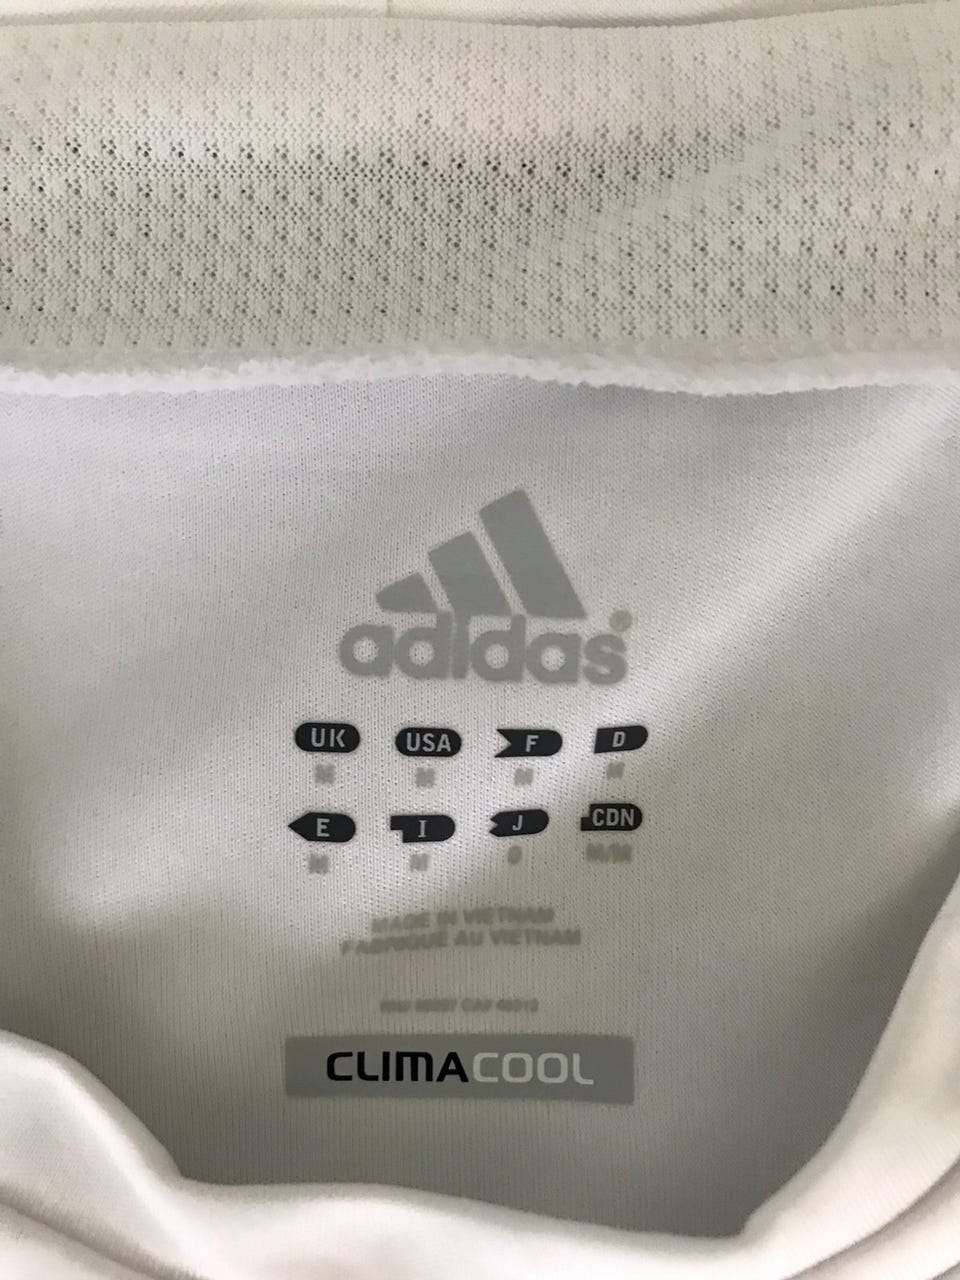 adidas®
UK USA F D
M M M M
E I J CDN
M M O M/M
MADE IN VIETNAM
FABRIQUÉ AU VIETNAM
CLIMACOOL